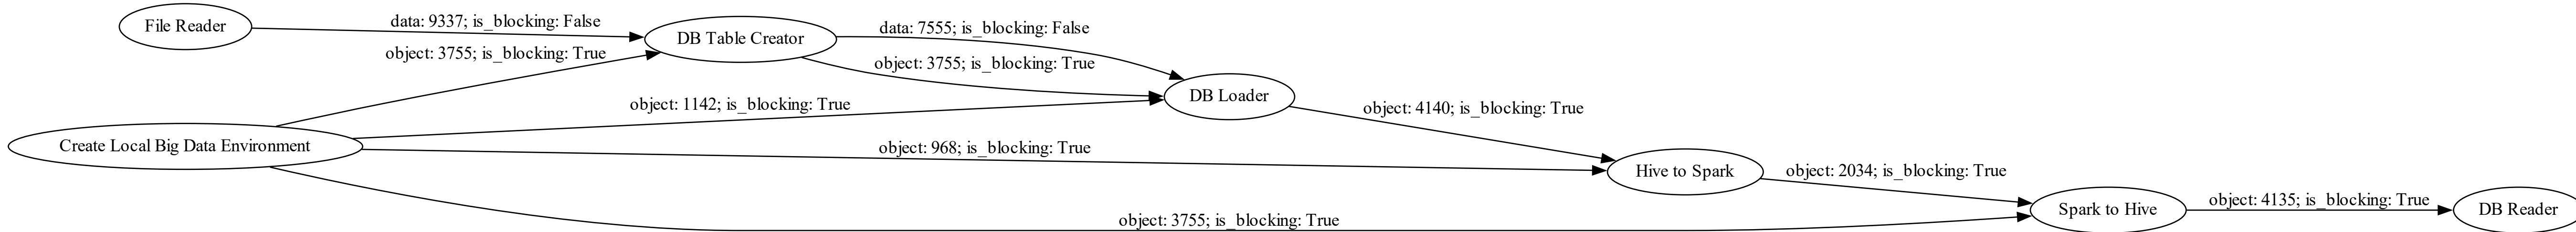 File Reader
data: 9337; is_blocking: False
object: 3755; is_blocking: True
DB Table Creator
data: 7555; is_blocking: False
object: 3755; is_blocking: True
object: 1142; is_blocking: True
DB Loader
Create Local Big Data Environment
object: 968; is_blocking: True
object: 4140; is_blocking: True
Hive to Spark
object: 2034; is_blocking: True
object: 3755; is_blocking: True
Spark to Hive
object: 4135; is_blocking: True
DB Reader